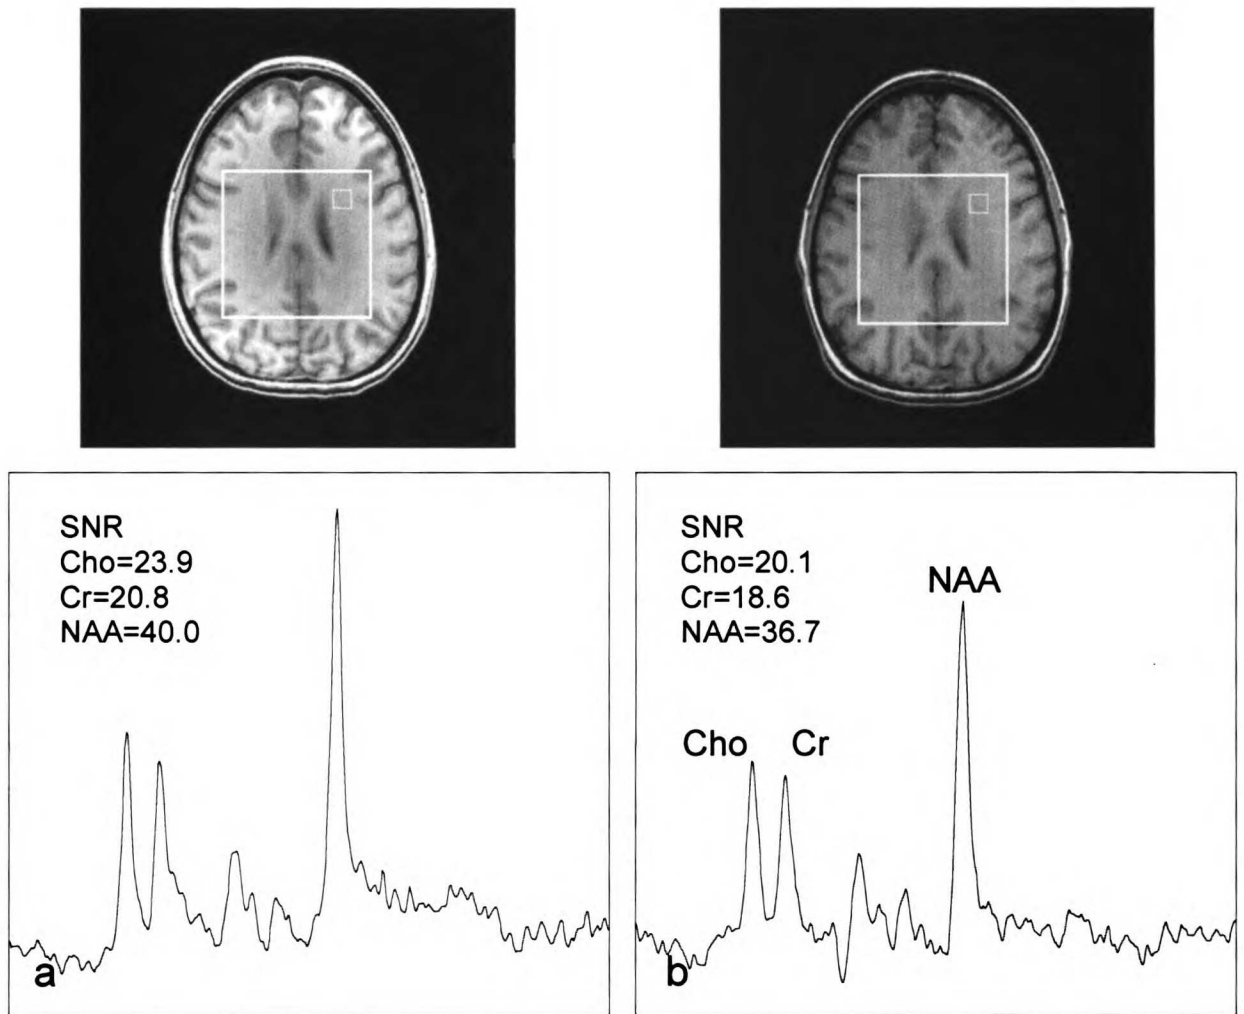 SNR
Cho=23.9
Cr=20.8
NAA=40.0
a
SNR
Cho=20.1
Cr=18.6
NAA=36.7
NAA
Cho
Cr
b